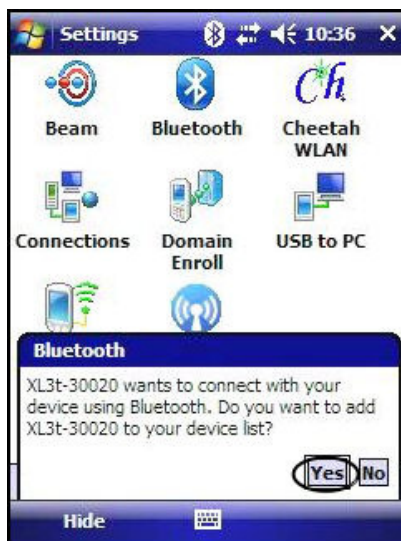 Settings 10:36
Beam Bluetooth Cheetah WLAN
Connections Domain Enroll USB to PC
Bluetooth
XL3t-30020 wants to connect with your
device using Bluetooth. Do you want to add
XL3t-30020 to your device list?
Yes No
Hide